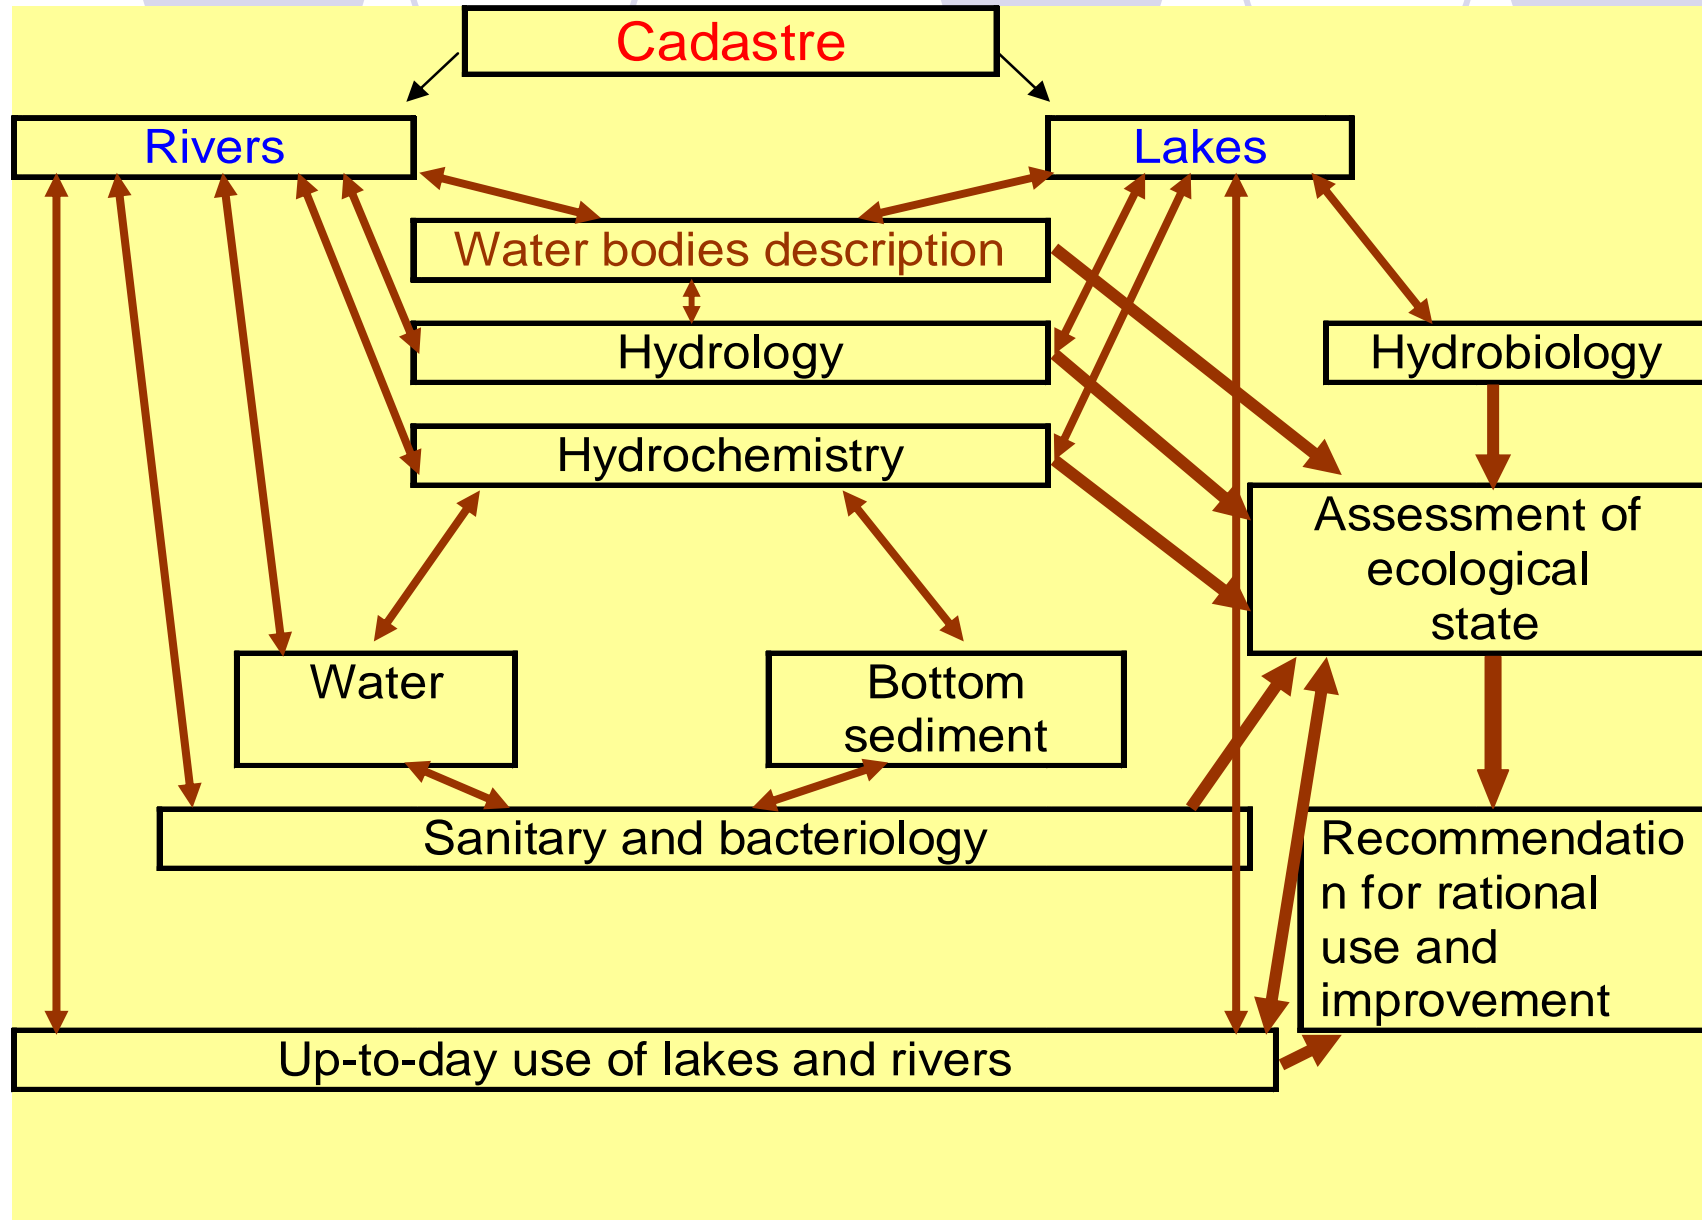 Cadastre
Rivers
Lakes
Water bodies description
Hydrology
Hydrobiology
Hydrochemistry
Assessment of
ecological
state
Water
Bottom
sediment
Sanitary and bacteriology
Recommendatio
n for rational
use and
improvement
Up-to-day use of lakes and rivers